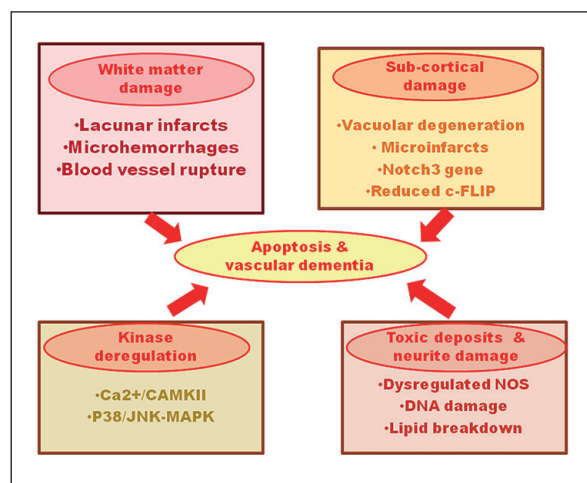 White matter
damage
•Lacunar infarcts
•Microhemorrhages
•Blood vessel rupture
Sub-cortical
damage
•Vacuolar degeneration
• Microinfarcts
•Notch3 gene
•Reduced c-FLIP
Apoptosis &
vascular dementia
Kinase
deregulation
•Ca2+/CAMKII
•P38/JNK-MAPK
Toxic deposits &
neurite damage
•Dysregulated NOS
•DNA damage
•Lipid breakdown